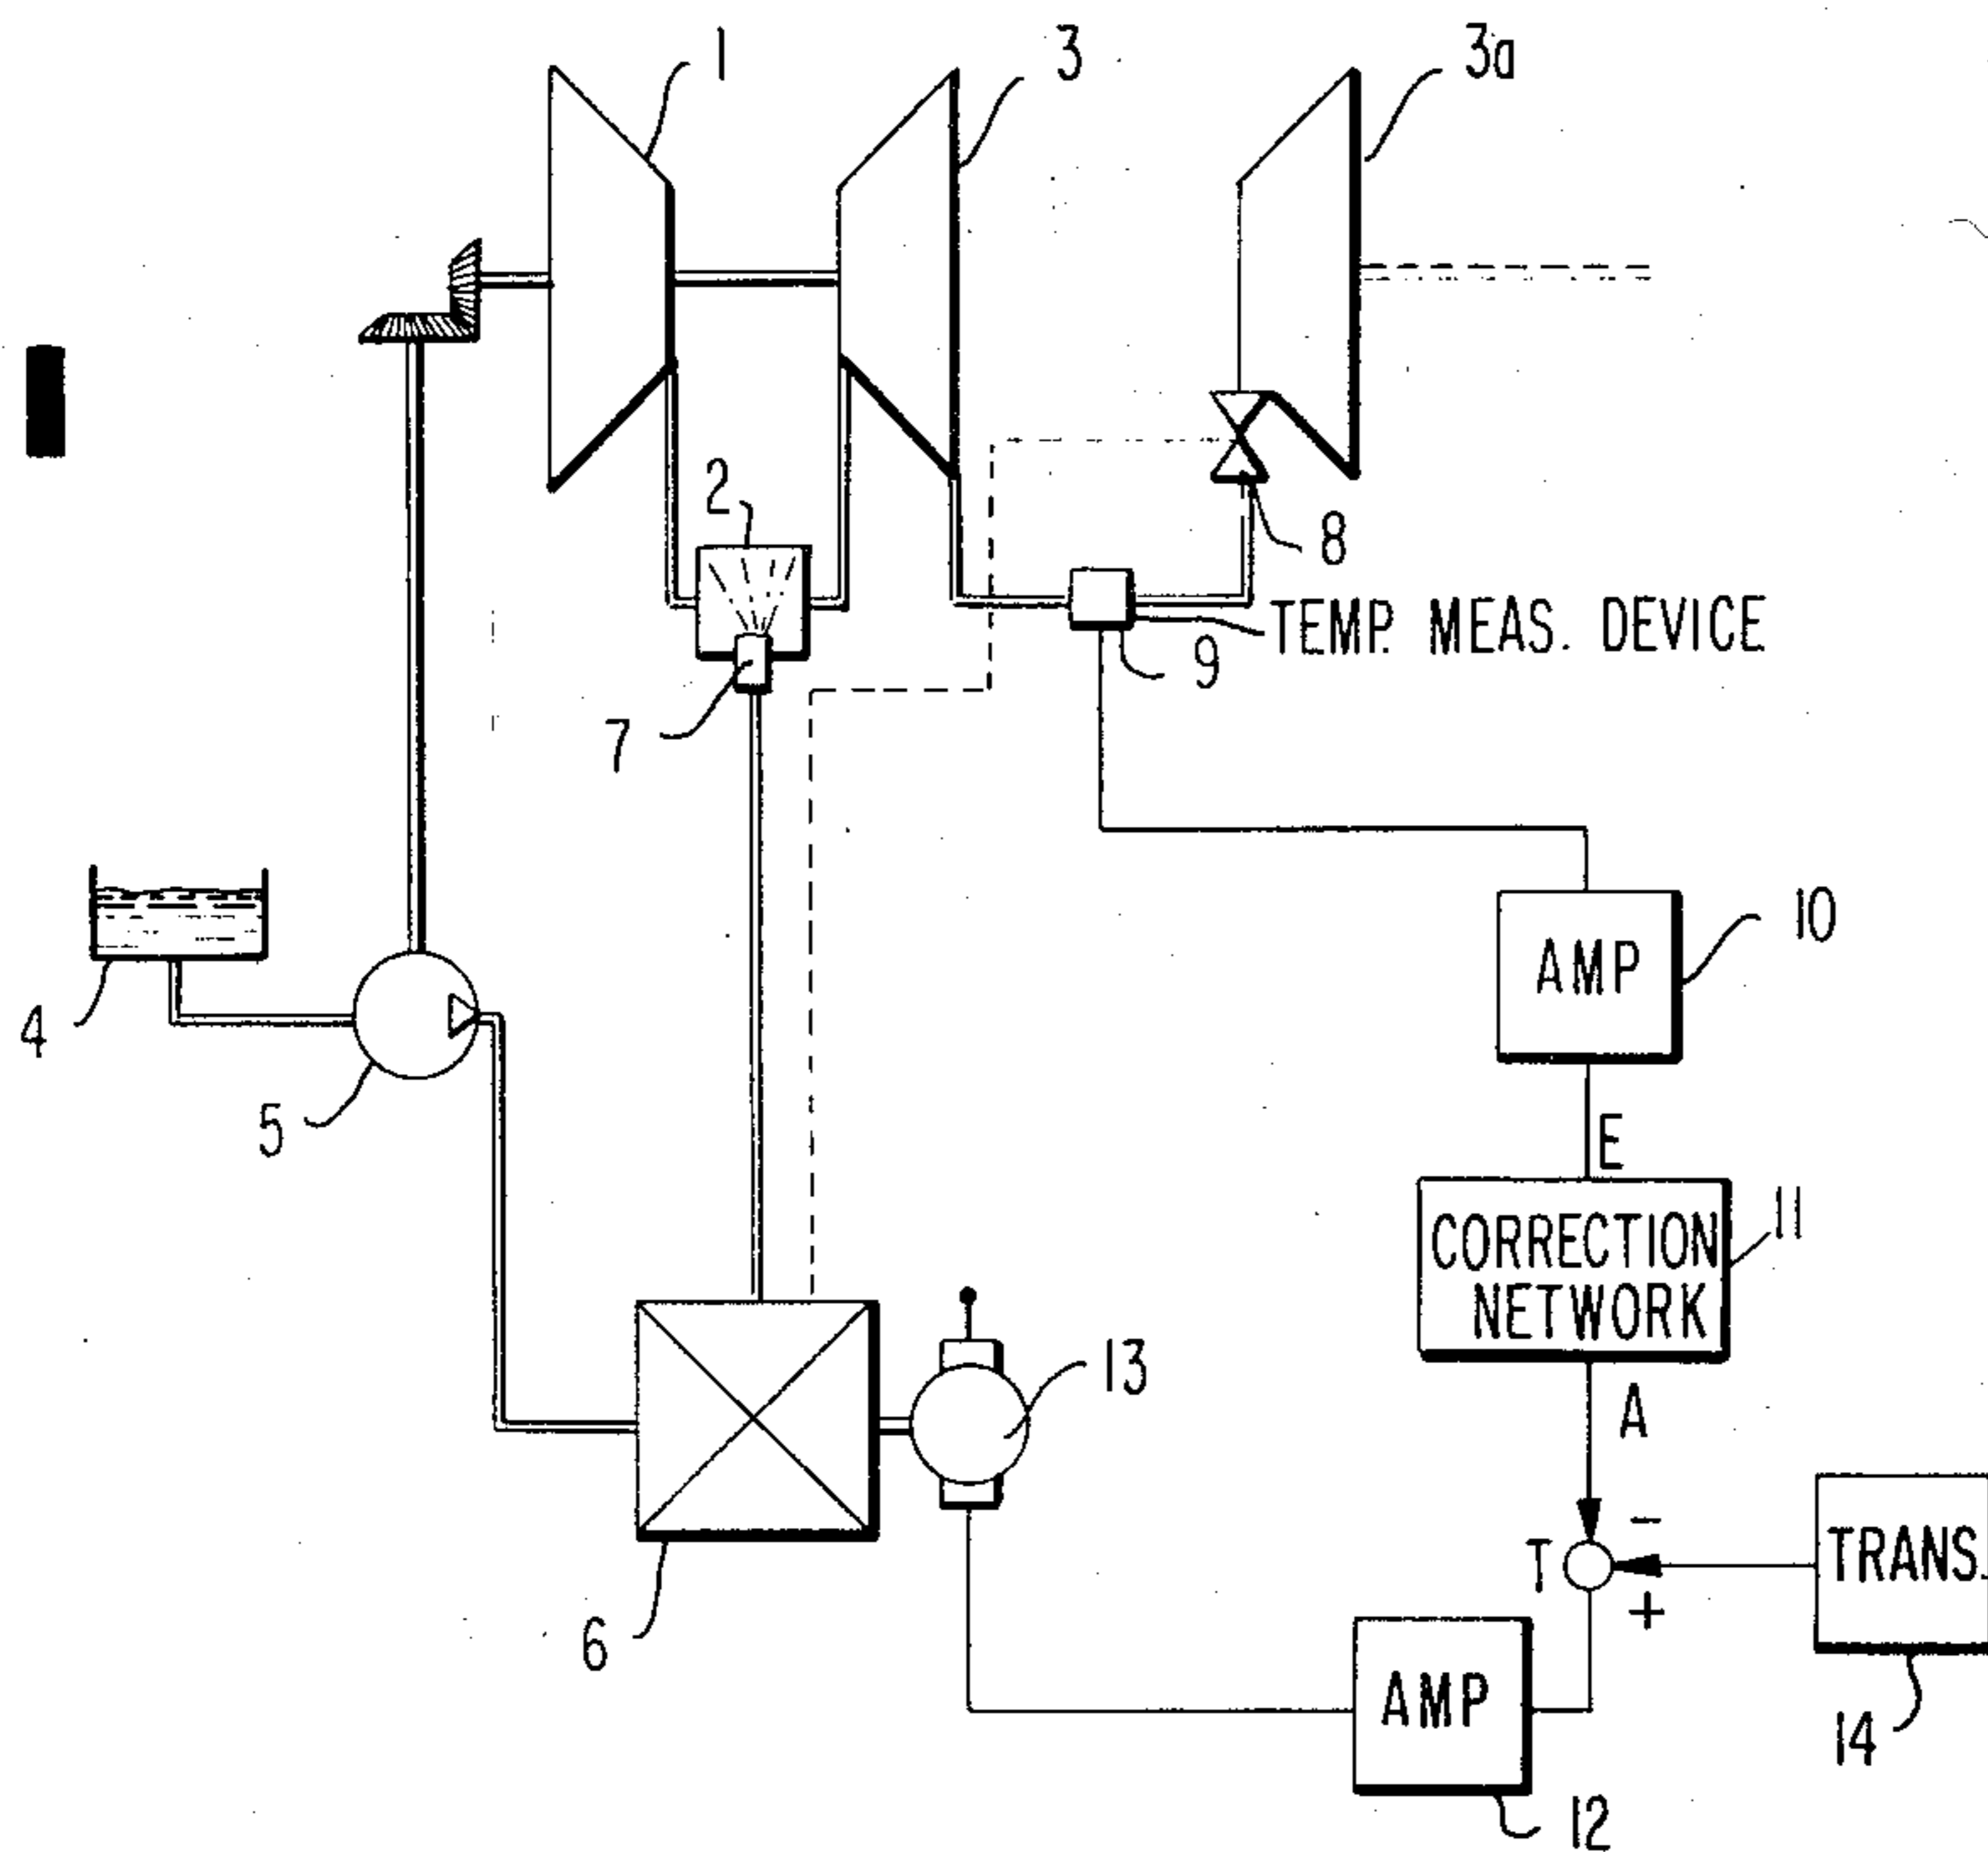 1
3
3a
2
8
TEMP. MEAS. DEVICE
9
7
10
AMP
4
5
E
11
CORRECTION
NETWORK
13
A
-
T
TRANS.
+
6
AMP
14
12